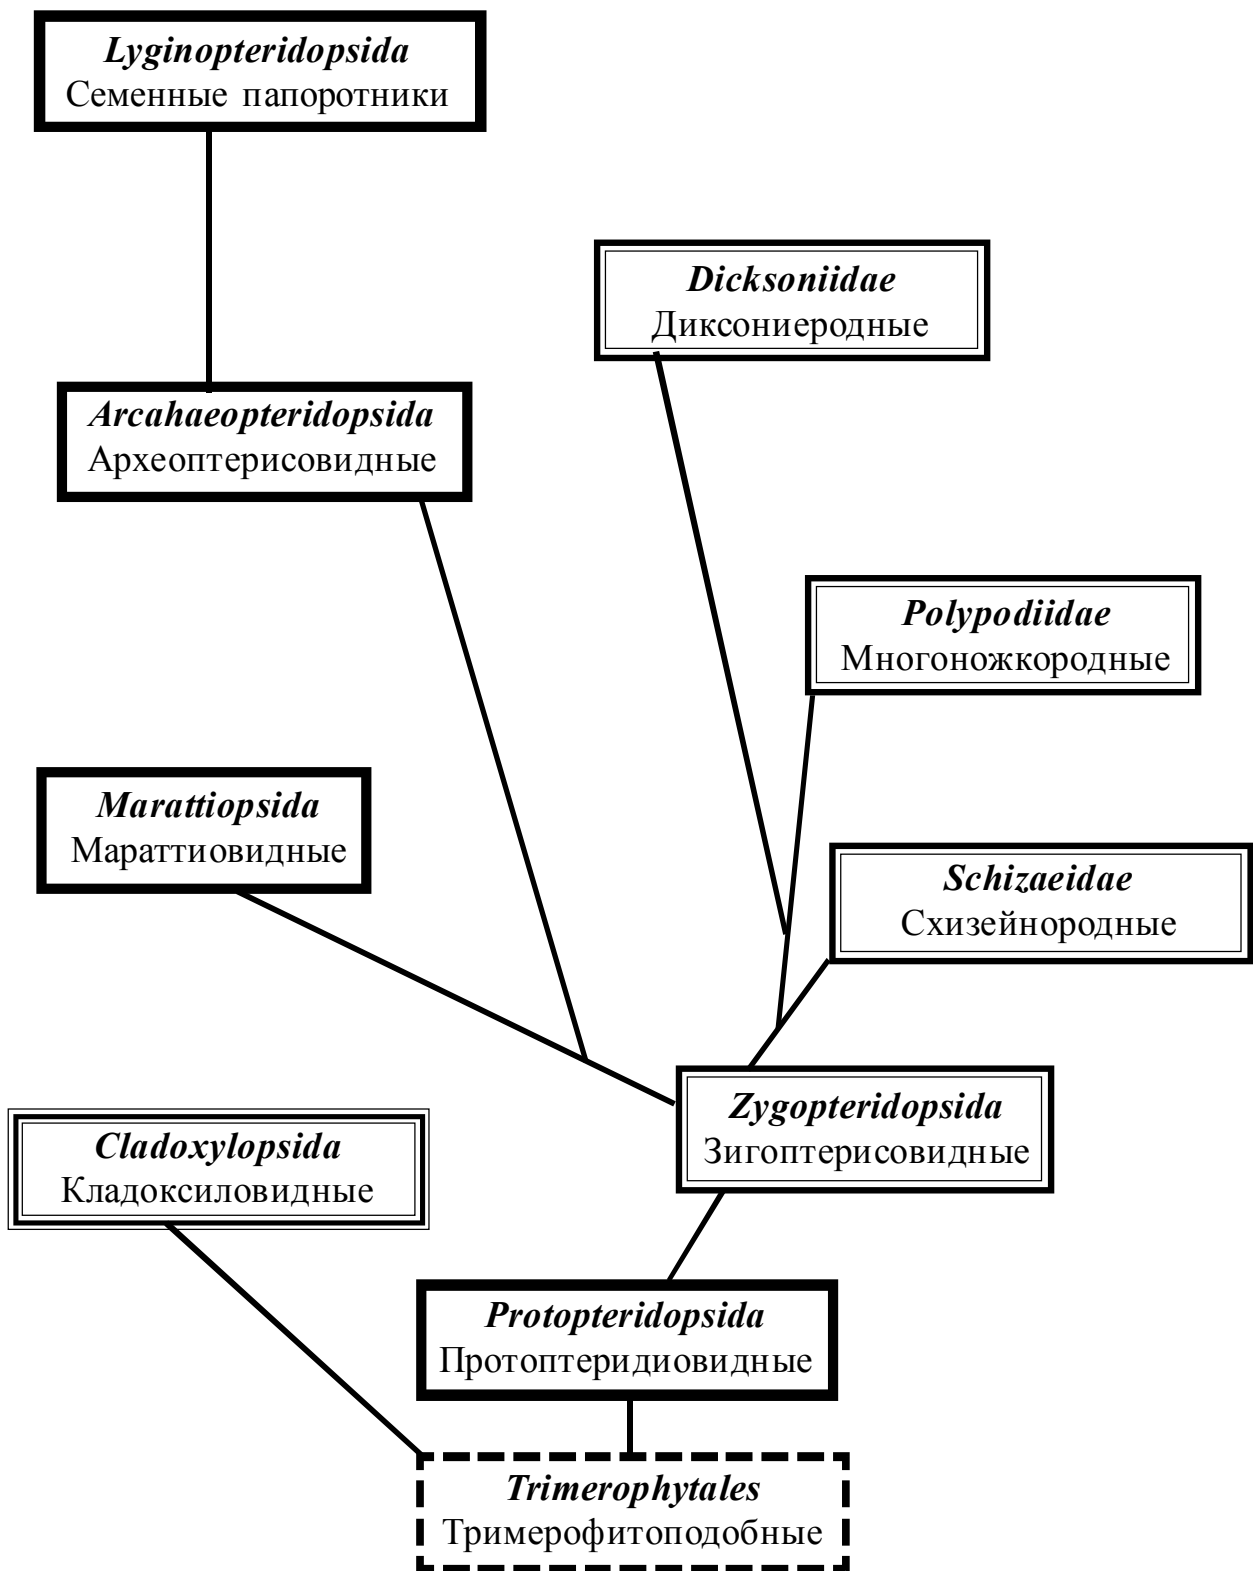 Lyginopteridopsida
Семенные папоротники
Dicksoniidae
Диксониеродные
Arcahaeopteridopsida
Археоптерисовидные
Polypodiidae
Многоножкородные
Marattiopsida
Мараттиовидные
Schizaeidae
Схизейнородные
Zygopteridopsida
Зигоптерисовидные
Cladoxylopsida
Кладоксиловидные
Protopteridopsida
Протоптеридиовидные
Trimerophytales
Тримерофитоподобные